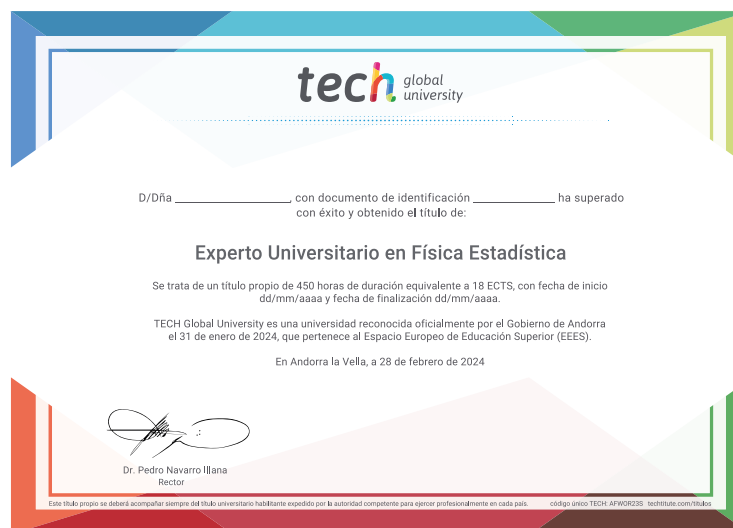 tech global university
D/Dña ____________________, con documento de identificación ______________ ha superado
con éxito y obtenido el título de:
Experto Universitario en Física Estadística
Se trata de un título propio de 450 horas de duración equivalente a 18 ECTS, con fecha de inicio
dd/mm/aaaa y fecha de finalización dd/mm/aaaa.
TECH Global University es una universidad reconocida oficialmente por el Gobierno de Andorra
el 31 de enero de 2024, que pertenece al Espacio Europeo de Educación Superior (EEES).
En Andorra la Vella, a 28 de febrero de 2024
Dr. Pedro Navarro Illana
Rector
Este título propio se deberá acompañar siempre del título universitario habilitante expedido por la autoridad competente para ejercer profesionalmente en cada país. código único TECH: AFWOR23S techtitute.com/titulos